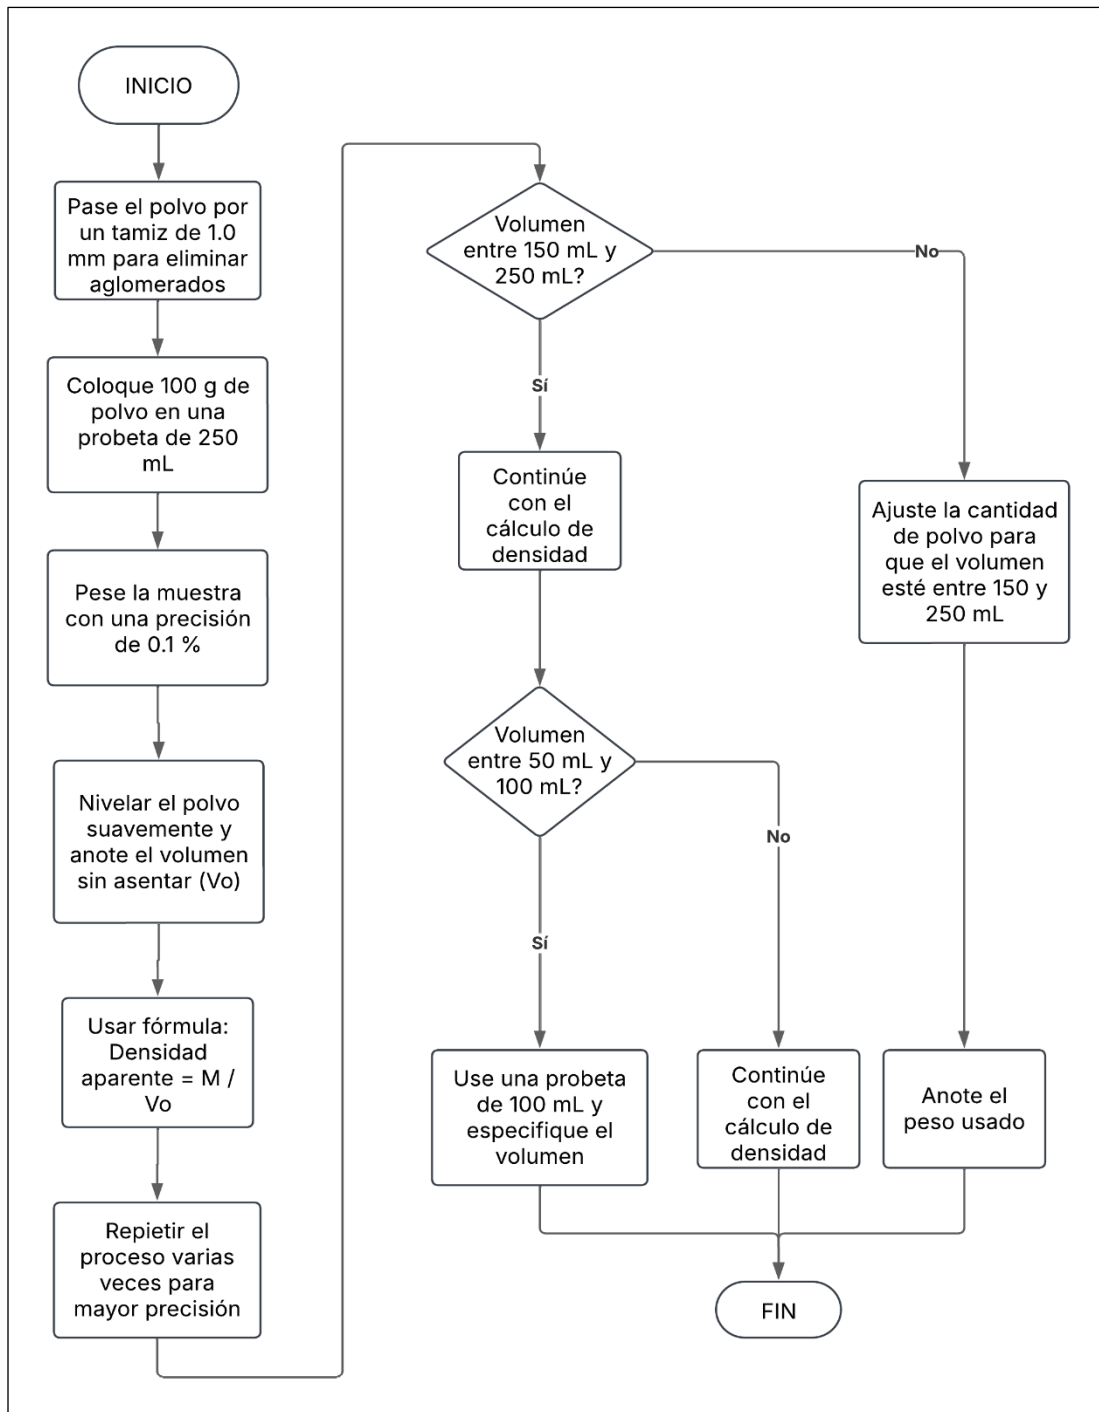 INICIO
Pase el polvo por
un tamiz de 1.0
mm para eliminar
aglomerados
Coloque 100 g de
polvo en una
probeta de 250
mL
Pese la muestra
con una precisión
de 0.1 %
Nivelar el polvo
suavemente y
anote el volumen
sin asentar (Vo)
Usar fórmula:
Densidad
aparente = M /
Vo
Repietir el
proceso varias
veces para
mayor precisión
Volumen
entre 150 mL y
250 mL?
No
Sí
Continúe
con el
cálculo de
densidad
Ajuste la cantidad
de polvo para
que el volumen
esté entre 150 y
250 mL
Volumen
entre 50 mL y
100 mL?
No
Sí
Use una probeta
de 100 mL y
especifique el
volumen
Continúe
con el
cálculo de
densidad
Anote el
peso usado
FIN